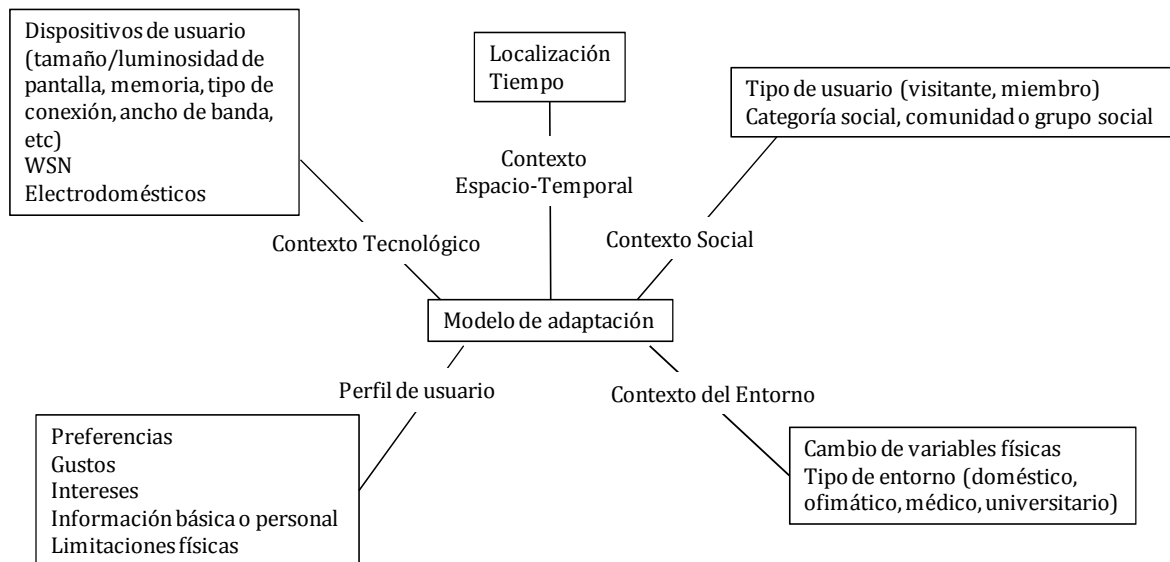 Dispositivos de usuario
(tamaño/luminosidad de
pantalla, memoria, tipo de
conexión, ancho de banda,
etc)
WSN
Electrodomésticos
Localización
Tiempo
Tipo de usuario (visitante, miembro)
Categoría social, comunidad o grupo social
Contexto
Espacio-Temporal
Contexto Tecnológico
Contexto Social
Modelo de adaptación
Perfil de usuario
Contexto del Entorno
Preferencias
Gustos
Intereses
Información básica o personal
Limitaciones físicas
Cambio de variables físicas
Tipo de entorno (doméstico,
ofimático, médico, universitario)